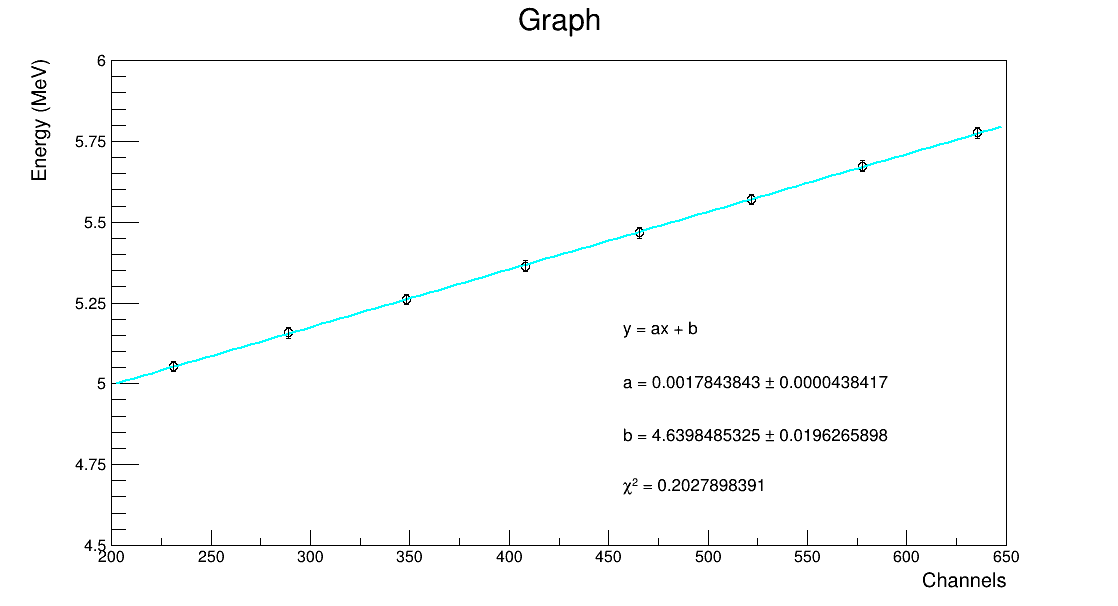 Graph
Energy (MeV)
6
5.75
5.5
5.25
5
4.75
4.5
y = ax + b
a = 0.0017843843 ± 0.0000438417
b = 4.6398485325 ± 0.0196265898
χ² = 0.2027898391
200 250 300 350 400 450 500 550 600 650
Channels